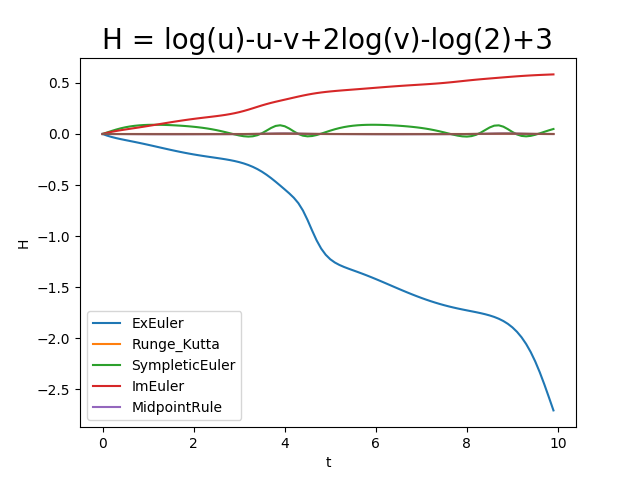 H = log(u)-u-v+2log(v)-log(2)+3
0.5
0.0
−0.5
−1.0
−1.5
−2.0
−2.5
H
ExEuler
Runge_Kutta
SympleticEuler
ImEuler
MidpointRule
0 2 4 6 8 10
t